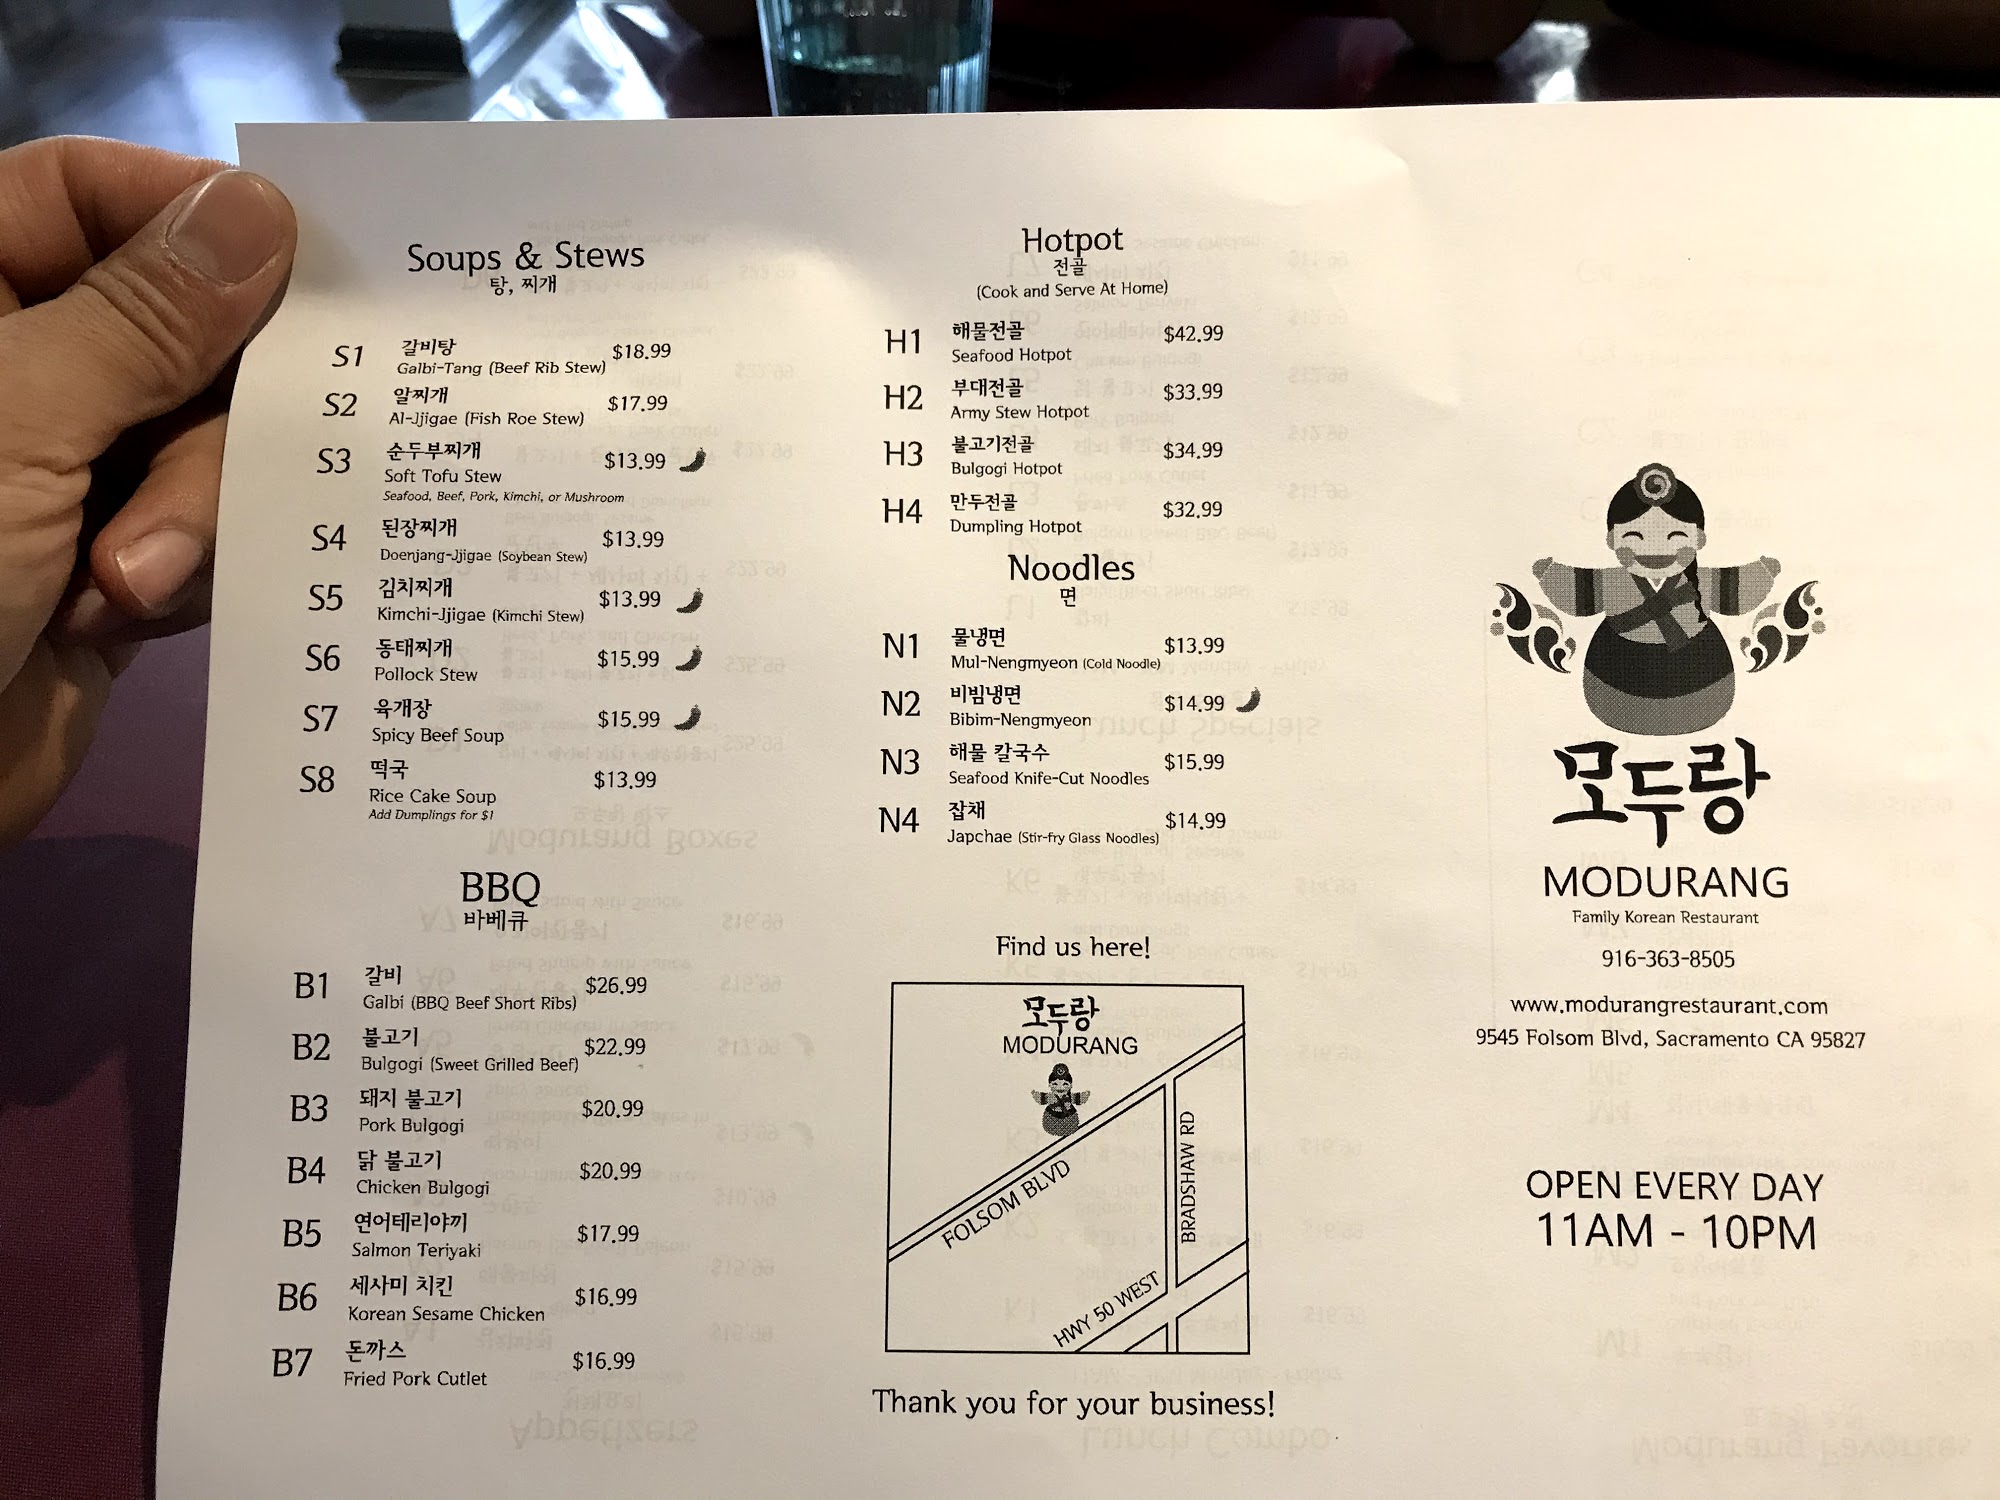 Soups & Stews
탕, 찌개
S1 갈비탕 $18.99
Galbi-Tang (Beef Rib Stew)
S2 알찌개 $17.99
Al-Jjigae (Fish Roe Stew)
S3 순두부찌개 $13.99
Soft Tofu Stew
Seafood, Beef, Pork, Kimchi, or Mushroom
S4 된장찌개 $13.99
Doenjang-Jjigae (Soybean Stew)
S5 김치찌개 $13.99
Kimchi-Jjigae (Kimchi Stew)
S6 동태찌개 $15.99
Pollock Stew
S7 육개장 $15.99
Spicy Beef Soup
S8 떡국 $13.99
Rice Cake Soup
Add Dumplings for $1
BBQ
바베큐
B1 갈비 $26.99
Galbi (BBQ Beef Short Ribs)
B2 불고기 $22.99
Bulgogi (Sweet Grilled Beef)
B3 돼지 불고기 $20.99
Pork Bulgogi
B4 닭 불고기 $20.99
Chicken Bulgogi
B5 연어테리야끼 $17.99
Salmon Teriyaki
B6 세사미 치킨 $16.99
Korean Sesame Chicken
B7 돈까스 $16.99
Fried Pork Cutlet
Hotpot
전골
(Cook and Serve At Home)
H1 해물전골 $42.99
Seafood Hotpot
H2 부대전골 $33.99
Army Stew Hotpot
H3 불고기전골 $34.99
Bulgogi Hotpot
H4 만두전골 $32.99
Dumpling Hotpot
Noodles
면
N1 물냉면 $13.99
Mul-Nengmyeon (Cold Noodle)
N2 비빔냉면 $14.99
Bibim-Nengmyeon
N3 해물 칼국수 $15.99
Seafood Knife-Cut Noodles
N4 잡채 $14.99
Japchae (Stir-fry Glass Noodles)
Find us here!
모두랑
MODURANG
FOLSOM BLVD
BRADSHAW RD
HWY 50 WEST
Thank you for your business!
모두랑
MODURANG
Family Korean Restaurant
916-363-8505
www.modurangrestaurant.com
9545 Folsom Blvd, Sacramento CA 95827
OPEN EVERY DAY
11AM - 10PM